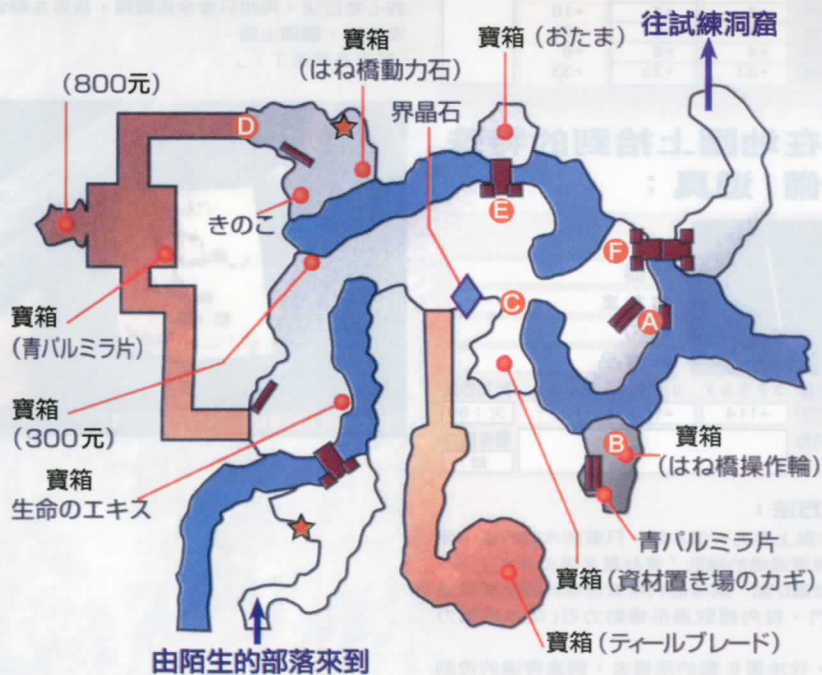 往試練洞窟
寶箱
(はね橋動力石)
寶箱 (おたま)
(800元)
界晶石
D
きのこ
E
F
寶箱
(青パルミラ片)
C
A
寶箱
(300元)
B
寶箱
(はね橋操作輪)
寶箱
生命のエキス
青パルミラ片
寶箱 (資材置き場のカギ)
寶箱 (ティールブレード)
由陌生的部落來到